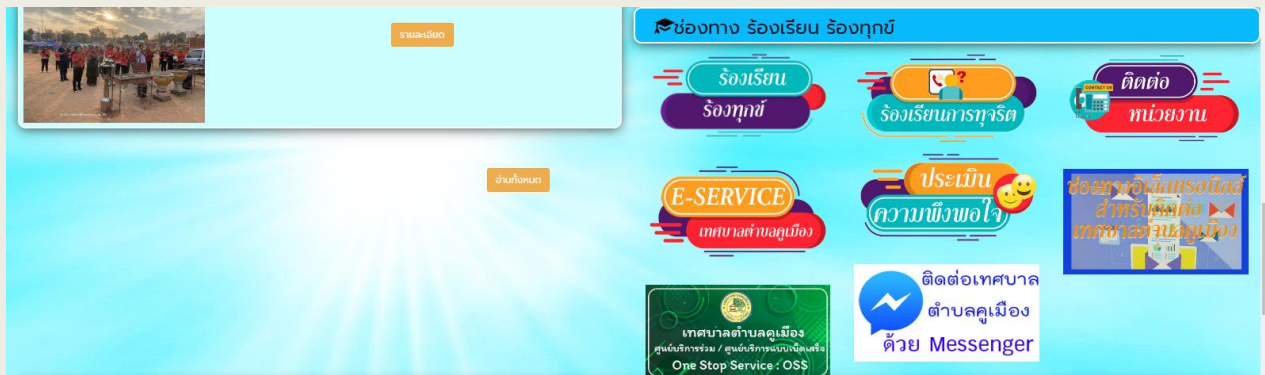 รายละเอียด
อ่านทั้งหมด
ช่องทาง ร้องเรียน ร้องทุกข์
ร้องเรียน
ร้องทุกข์
?
ร้องเรียนการทุจริต
CONTACT US
ติดต่อ
หน่วยงาน
E-SERVICE
เทศบาลตำบลคูเมือง
ประเมิน
ความพึงพอใจ
ช่องทางอิเล็กทรอนิกส์
สำหรับติดต่อ
เทศบาลตำบลคูเมือง
เทศบาลตำบลคูเมือง
ศูนย์บริการร่วม / ศูนย์บริการแบบเบ็ดเสร็จ
One Stop Service : OSS
ติดต่อเทศบาล
ตำบลคูเมือง
ด้วย Messenger